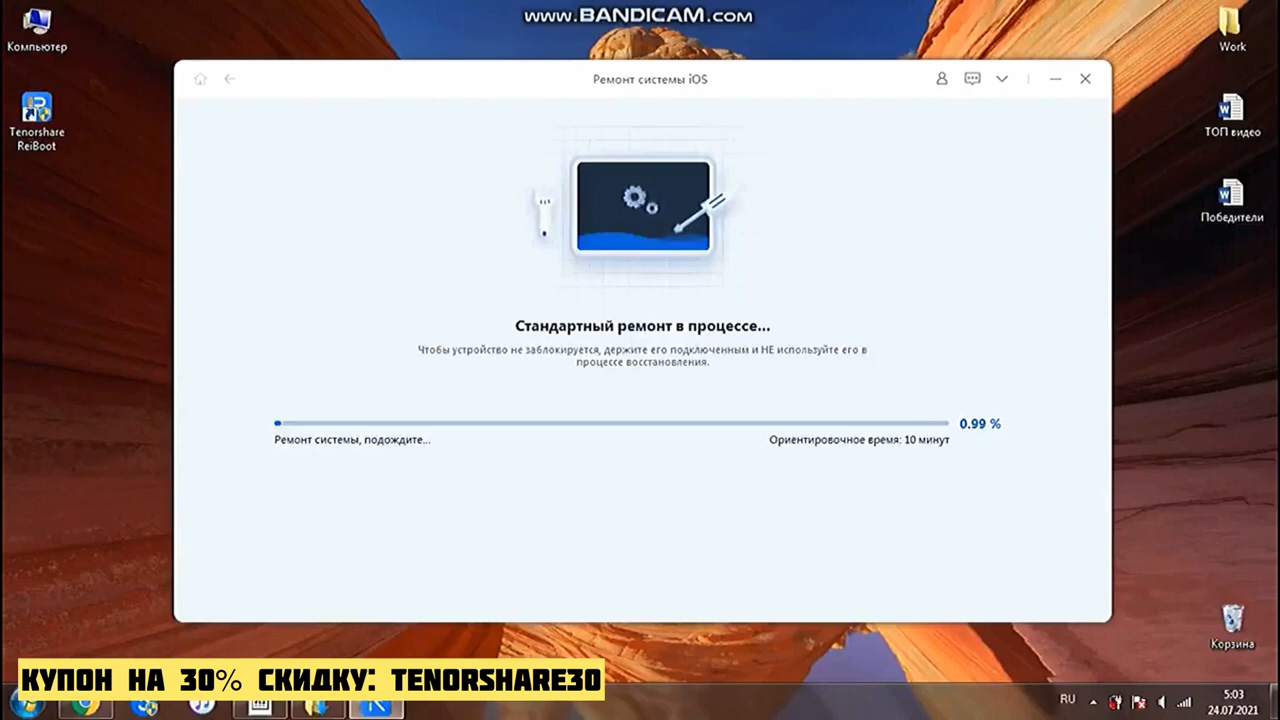 www.BANDICAM.com
Компьютер
Tenorshare
ReiBoot
Work
ТОП видео
Победители
Корзина
Ремонт системы iOS
Стандартный ремонт в процессе...
Чтобы устройство не заблокируется, держите его подключенным и НЕ используйте его в
процессе восстановления.
0.99 %
Ремонт системы, подождите...
Ориентировочное время: 10 минут
КУПОН НА 30% СКИДКУ: TENORSHARE30
RU
5:03
24.07.2021